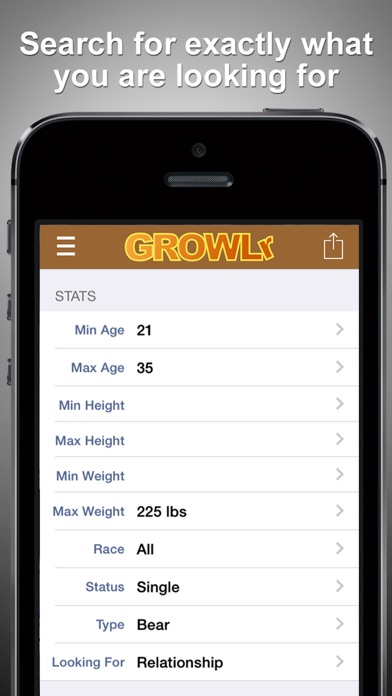 Search for exactly what
you are looking for
GROWLr
STATS
Min Age 21
Max Age 35
Min Height
Max Height
Min Weight
Max Weight 225 lbs
Race All
Status Single
Type Bear
Looking For Relationship